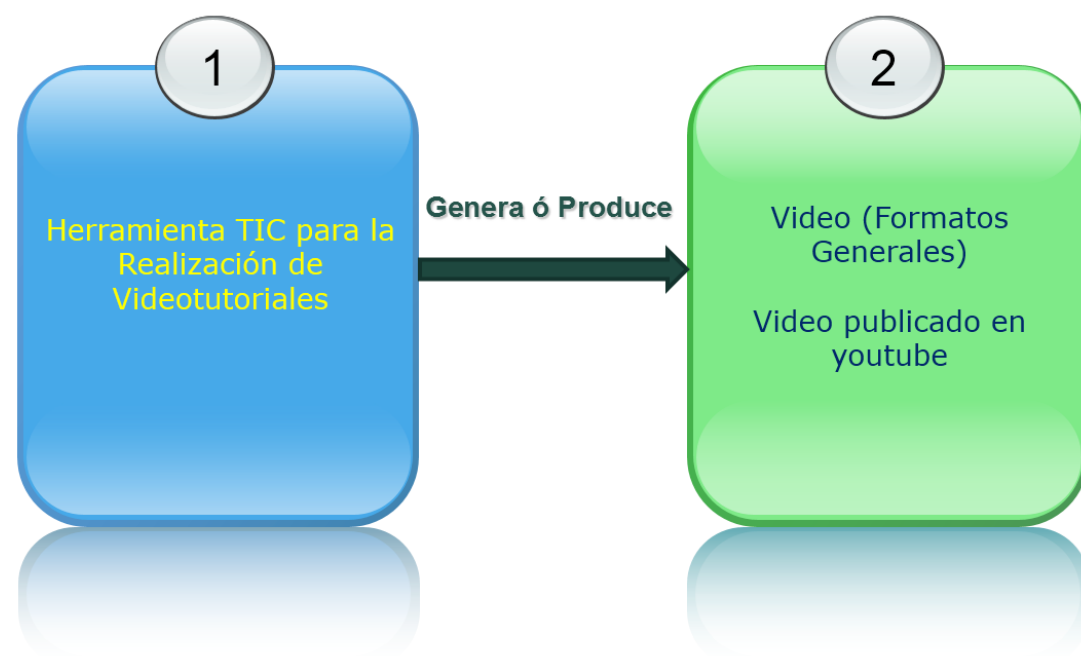 1
Herramienta TIC para la
Realización de
Videotutoriales
Genera ó Produce
2
Video (Formatos
Generales)
Video publicado en
youtube